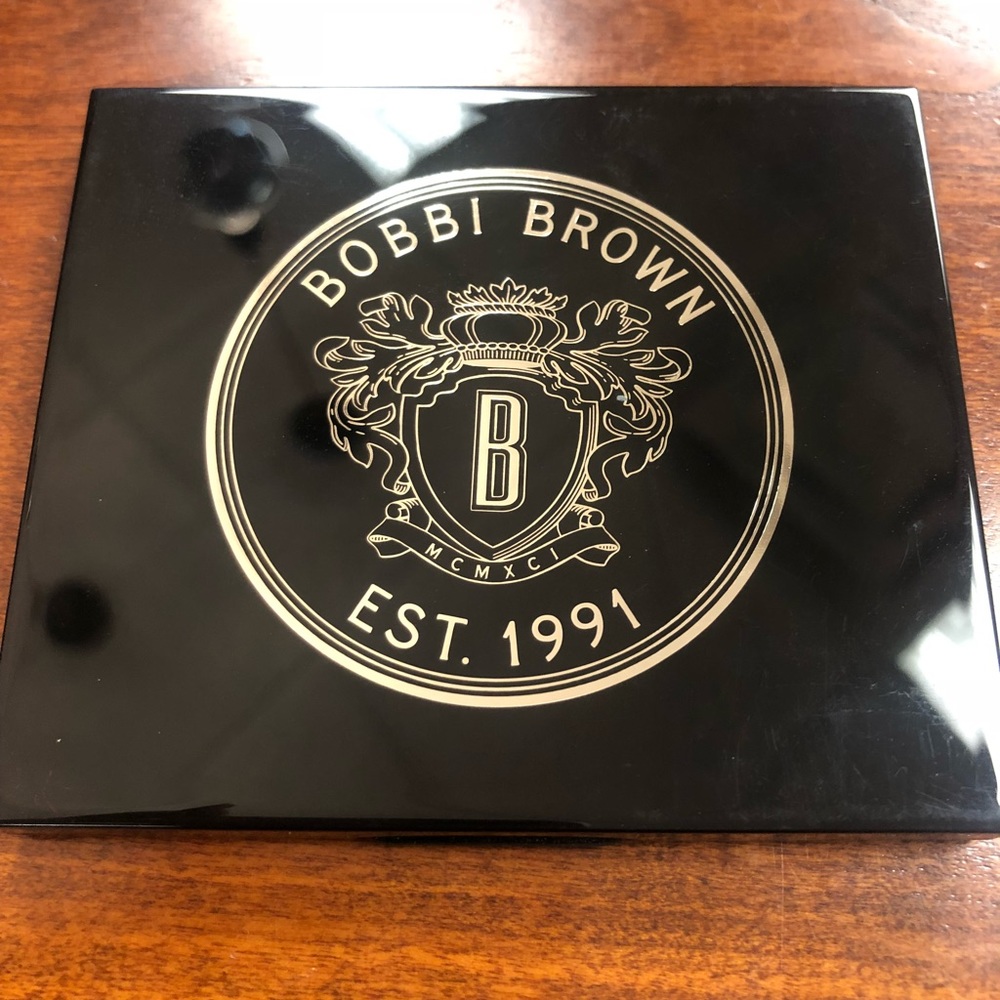 BOBBI BROWN
B
MCMXCI
EST. 1991